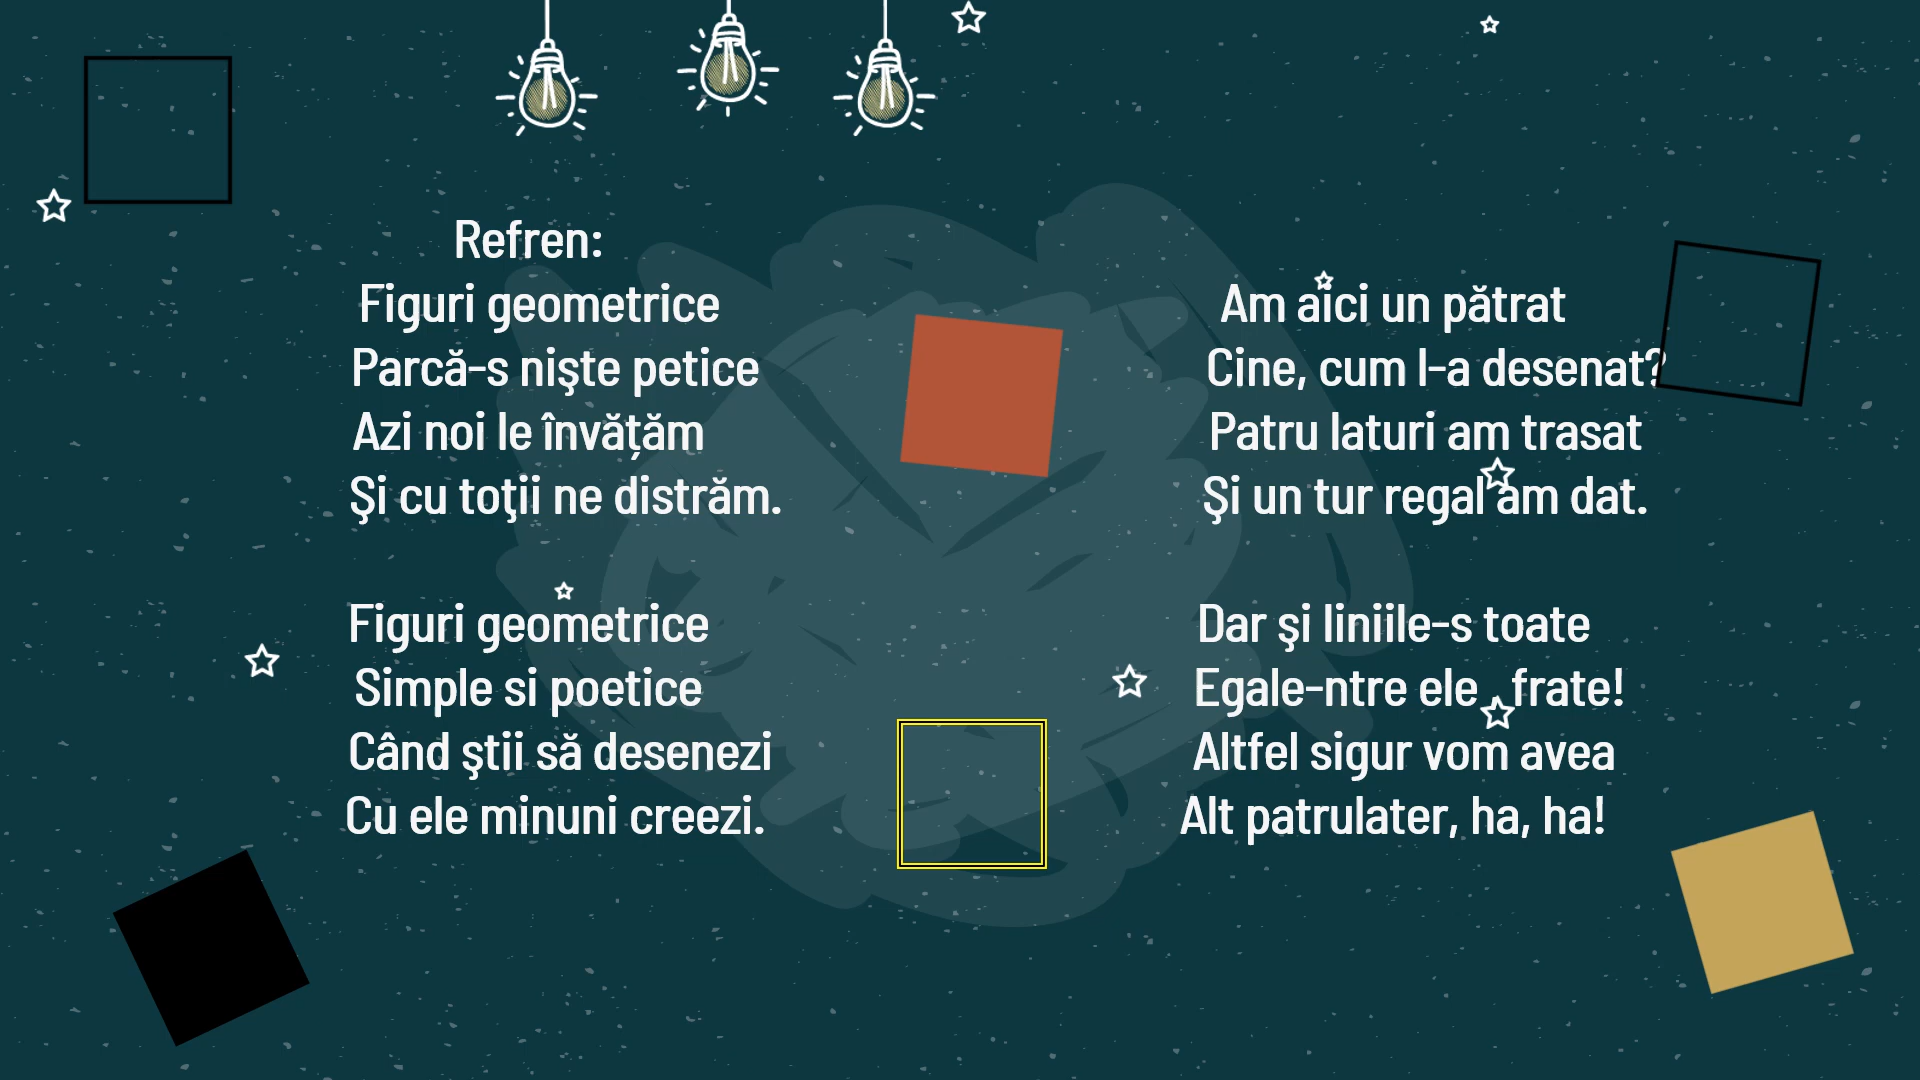 Refren:
Figuri geometrice
Parcă-s nişte petice
Azi noi le învățăm
Şi cu toţii ne distrăm.
Figuri geometrice
Simple si poetice
Când ştii să desenezi
Cu ele minuni creezi.
Am aici un pătrat
Cine, cum l-a desenat?
Patru laturi am trasat
Şi un tur regal am dat.
Dar şi liniile-s toate
Egale-ntre ele , frate!
Altfel sigur vom avea
Alt patrulater, ha, ha!